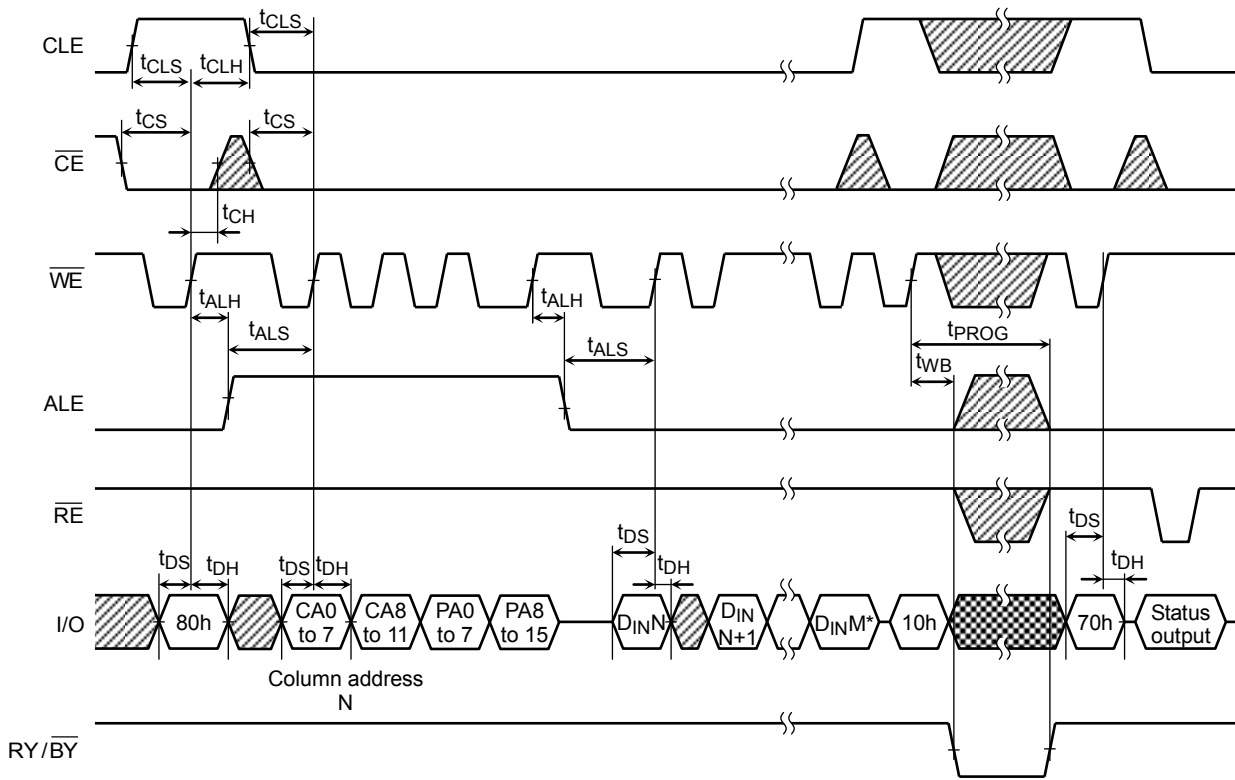 tCLS
CLE
tCLS tCLH
tCS tCS
CE
tCH
WE
tALH tALH
tALS tALS tPROG
tWB
ALE
RE
tDS tDS
tDS tDH tDS tDH tDH tDH
I/O 80h CA0 to 7 CA8 to 11 PA0 to 7 PA8 to 15 DINN DIN N+1 DINM* 10h 70h Status output
Column address
N
RY/BY